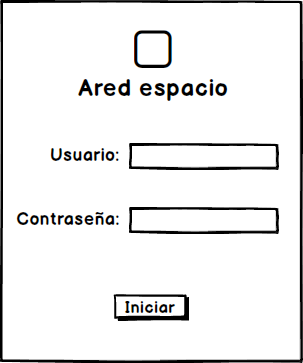 Ared espacio
Usuario:
Contraseña:
Iniciar